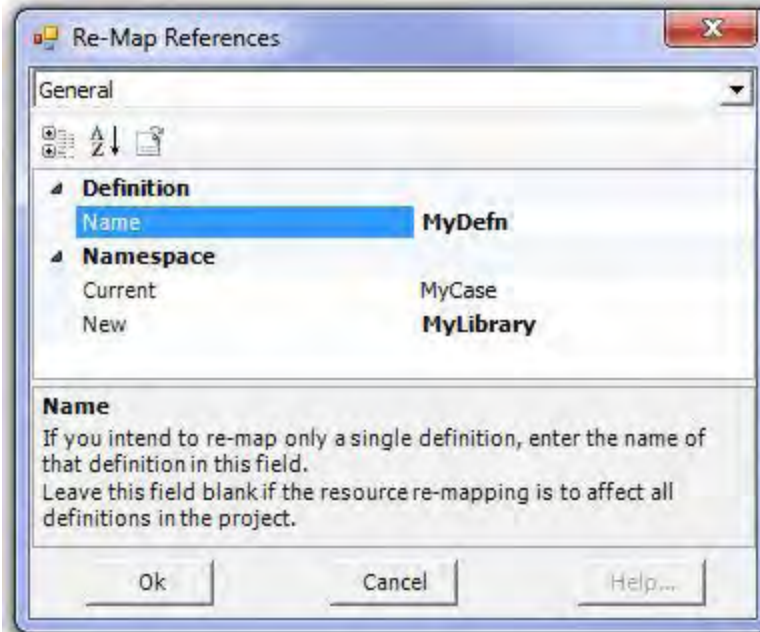 Re-Map References
General
Definition
Name MyDefn
Namespace
Current MyCase
New MyLibrary
Name
If you intend to re-map only a single definition, enter the name of
that definition in this field.
Leave this field blank if the resource re-mapping is to affect all
definitions in the project.
Ok Cancel Help...